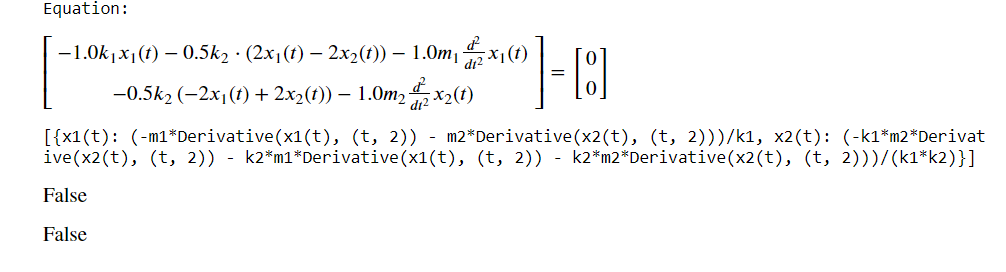 Equation:
[ −1.0k₁x₁(t) − 0.5k₂ · (2x₁(t) − 2x₂(t)) − 1.0m₁ d²/dt² x₁(t) ] = [ 0 ]
[ −0.5k₂ (−2x₁(t) + 2x₂(t)) − 1.0m₂ d²/dt² x₂(t) ] [ 0 ]
[{x1(t): (-m1*Derivative(x1(t), (t, 2)) - m2*Derivative(x2(t), (t, 2)))/k1, x2(t): (-k1*m2*Derivat
ive(x2(t), (t, 2)) - k2*m1*Derivative(x1(t), (t, 2)) - k2*m2*Derivative(x2(t), (t, 2)))/(k1*k2)}]
False
False